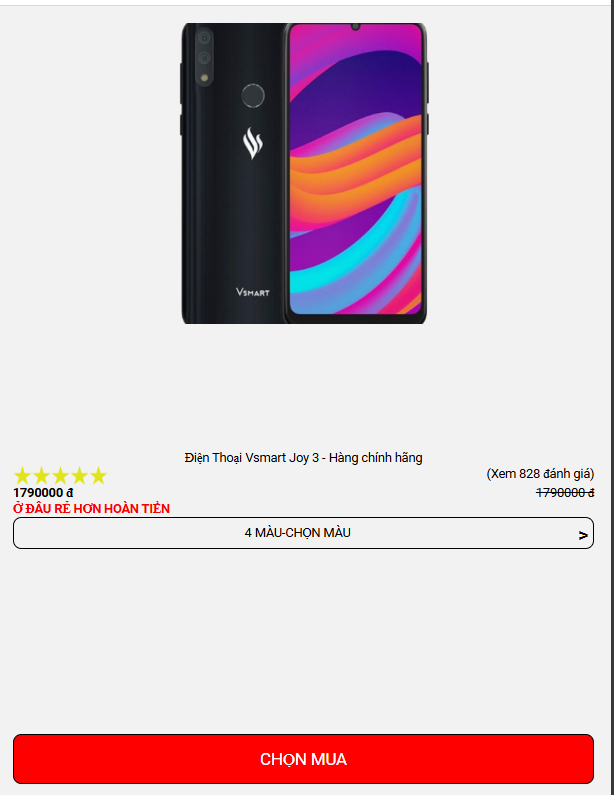 VSMART
Điện Thoại Vsmart Joy 3 - Hàng chính hãng
(Xem 828 đánh giá)
1790000 đ
1790000 đ
Ở ĐÂU RẺ HƠN HOÀN TIỀN
4 MÀU-CHỌN MÀU >
CHỌN MUA